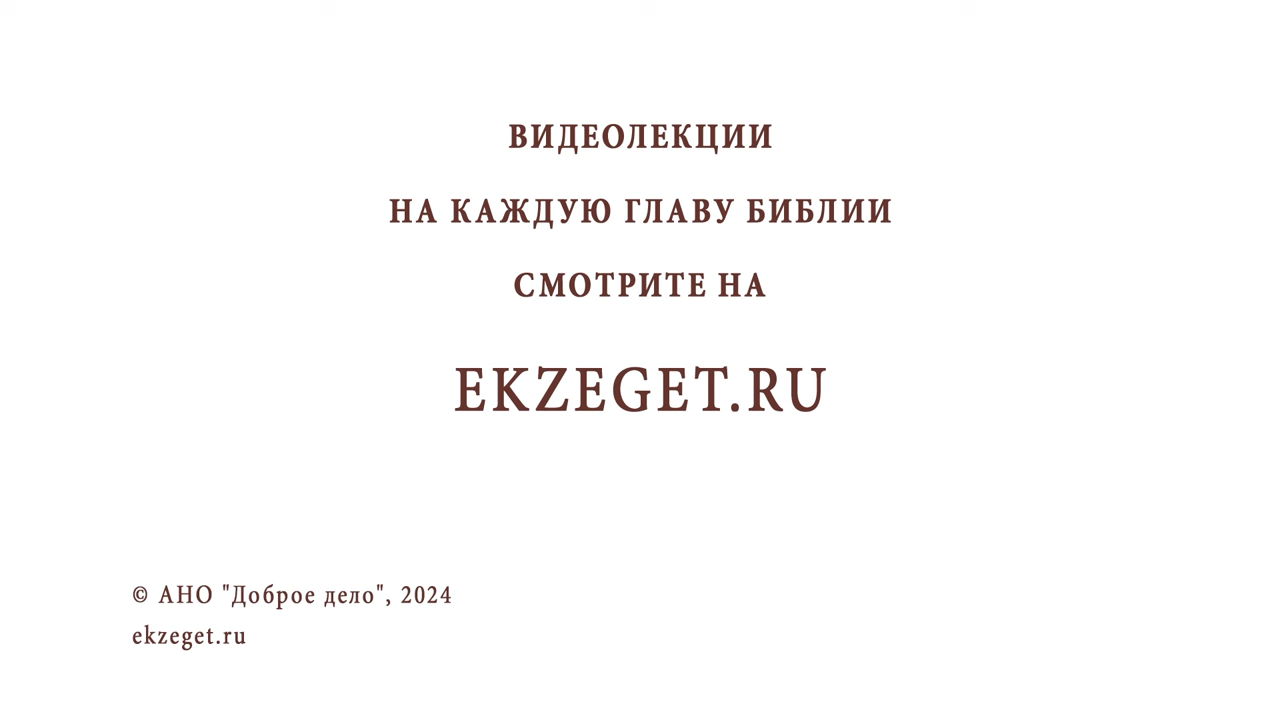 ВИДЕОЛЕКЦИИ
НА КАЖДУЮ ГЛАВУ БИБЛИИ
СМОТРИТЕ НА
EKZEGET.RU
© АНО "Доброе дело", 2024
ekzeget.ru